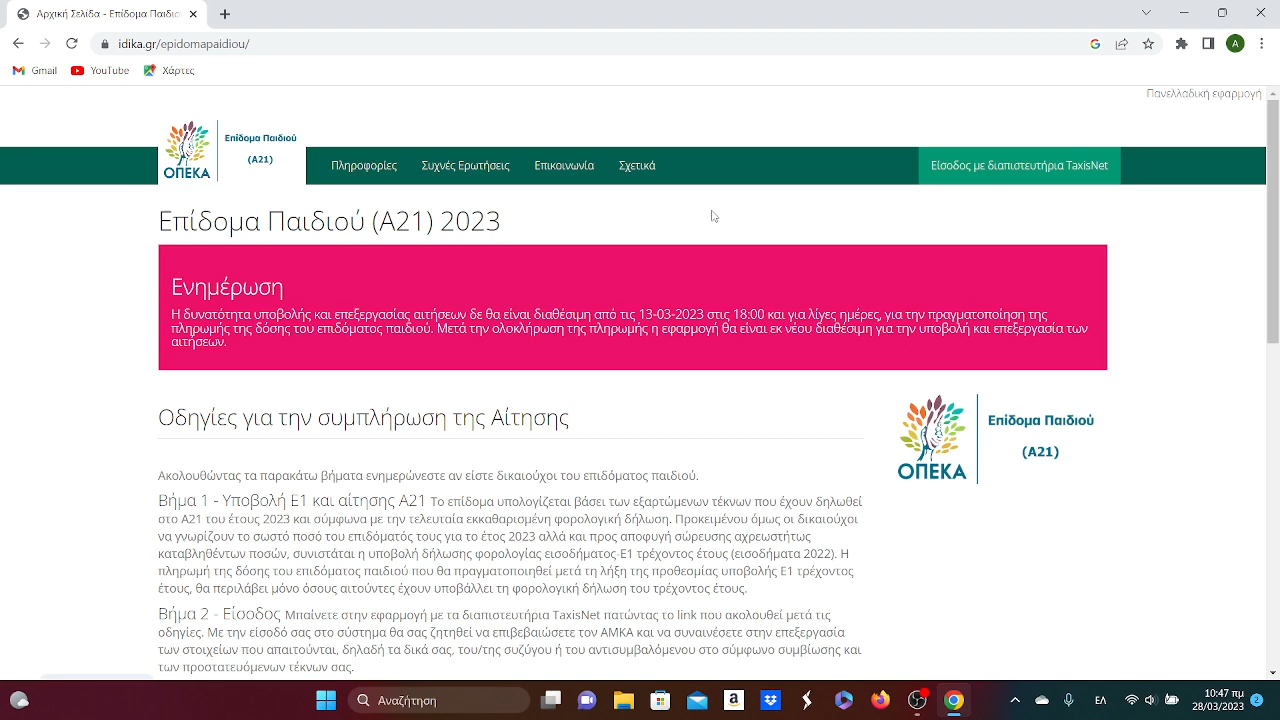 Αρχική Σελίδα - Επίδομα Παιδιο
idika.gr/epidomapaidiou/
A
Gmail
YouTube
Χάρτες
Πανελλαδική εφαρμογή
ΟΠΕΚΑ
Επίδομα Παιδιού
(Α21)
Πληροφορίες
Συχνές Ερωτήσεις
Επικοινωνία
Σχετικά
Είσοδος με διαπιστευτήρια TaxisNet
Επίδομα Παιδιού (Α21) 2023
Ενημέρωση
Η δυνατότητα υποβολής και επεξεργασίας αιτήσεων δε θα είναι διαθέσιμη από τις 13-03-2023 στις 18:00 και για λίγες ημέρες, για την πραγματοποίηση της
πληρωμής της δόσης του επιδόματος παιδιού. Μετά την ολοκλήρωση της πληρωμής η εφαρμογή θα είναι εκ νέου διαθέσιμη για την υποβολή και επεξεργασία των
αιτήσεων.
Οδηγίες για την συμπλήρωση της Αίτησης
ΟΠΕΚΑ
Επίδομα Παιδιού
(Α21)
Ακολουθώντας τα παρακάτω βήματα ενημερώνεστε αν είστε δικαιούχοι του επιδόματος παιδιού.
Βήμα 1 - Υποβολή Ε1 και αίτησης Α21 Το επίδομα υπολογίζεται βάσει των εξαρτώμενων τέκνων που έχουν δηλωθεί
στο Α21 του έτους 2023 και σύμφωνα με την τελευταία εκκαθαρισμένη φορολογική δήλωση. Προκειμένου όμως οι δικαιούχοι
να γνωρίζουν το σωστό ποσό του επιδόματός τους για το έτος 2023 αλλά και προς αποφυγή σώρευσης αχρεωστήτως
καταβληθέντων ποσών, συνιστάται η υποβολή δήλωσης φορολογίας εισοδήματος-Ε1 τρέχοντος έτους (εισοδήματα 2022). Η
πληρωμή της δόσης του επιδόματος παιδιού που θα πραγματοποιηθεί μετά τη λήξη της προθεσμίας υποβολής Ε1 τρέχοντος
έτους, θα περιλάβει μόνο όσους αιτούντες έχουν υποβάλλει τη φορολογική δήλωση του τρέχοντος έτους.
Βήμα 2 - Είσοδος Μπαίνετε στην εφαρμογή με τα διαπιστευτήρια TaxisNet πατώντας το link που ακολουθεί μετά τις
οδηγίες. Με την είσοδό σας στο σύστημα θα σας ζητηθεί να επιβεβαιώσετε τον ΑΜΚΑ και να συναινέσετε στην επεξεργασία
των στοιχείων που απαιτούνται, δηλαδή τα δικά σας, του/της συζύγου ή του αντισυμβαλόμενου στο σύμφωνο συμβίωσης και
των προστατευόμενων τέκνων σας.
Αναζήτηση
a
ΕΛ
10:47 πμ
28/03/2023
2